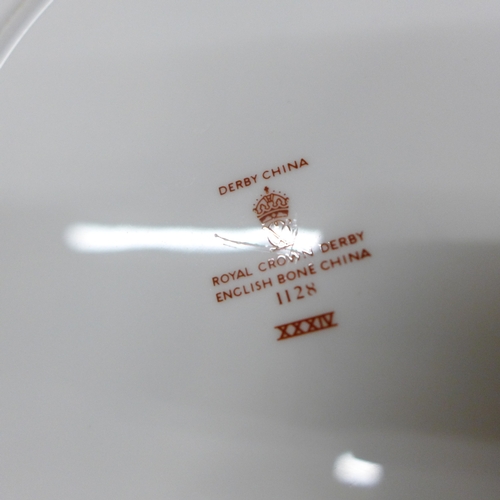 DERBY CHINA
ROYAL CROWN DERBY
ENGLISH BONE CHINA
1128
XXXIV